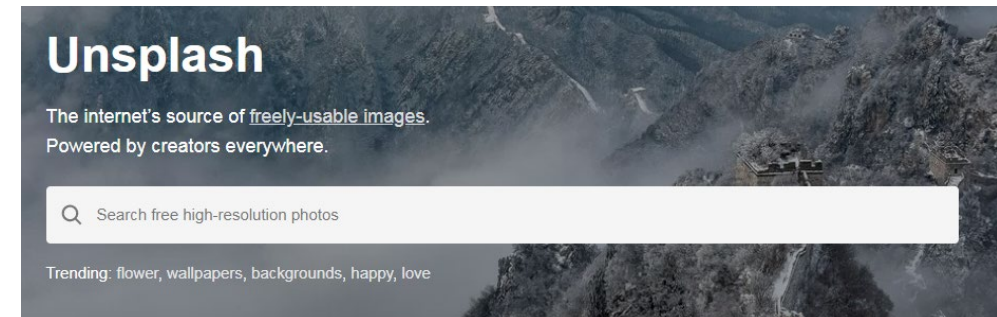 Unsplash
The internet’s source of freely-usable images.
Powered by creators everywhere.
Search free high-resolution photos
Trending: flower, wallpapers, backgrounds, happy, love